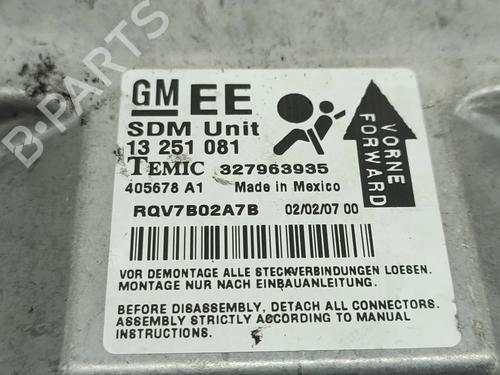 B-PARTS
GM EE
SDM Unit
13 251 081
TEMIC 327963935
405678 A1 Made in Mexico
RQV7B02A7B 02/02/07 00
VORNE
FORWARD
VOR DEMONTAGE ALLE STECKVERBINDUNGEN LOESEN.
MONTAGE NUR NACH EINBAUANLEITUNG.
BEFORE DISASSEMBLY, DETACH ALL CONNECTORS.
ASSEMBLY STRICTLY ACCORDING TO MANUAL
INSTRUCTIONS.